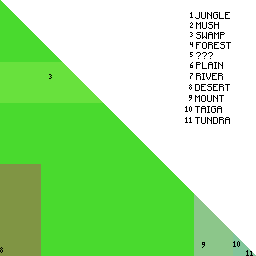 1 JUNGLE
2 MUSH
3 SWAMP
4 FOREST
5 ???
6 PLAIN
7 RIVER
8 DESERT
9 MOUNT
10 TAIGA
11 TUNDRA
3
9
10
8
11